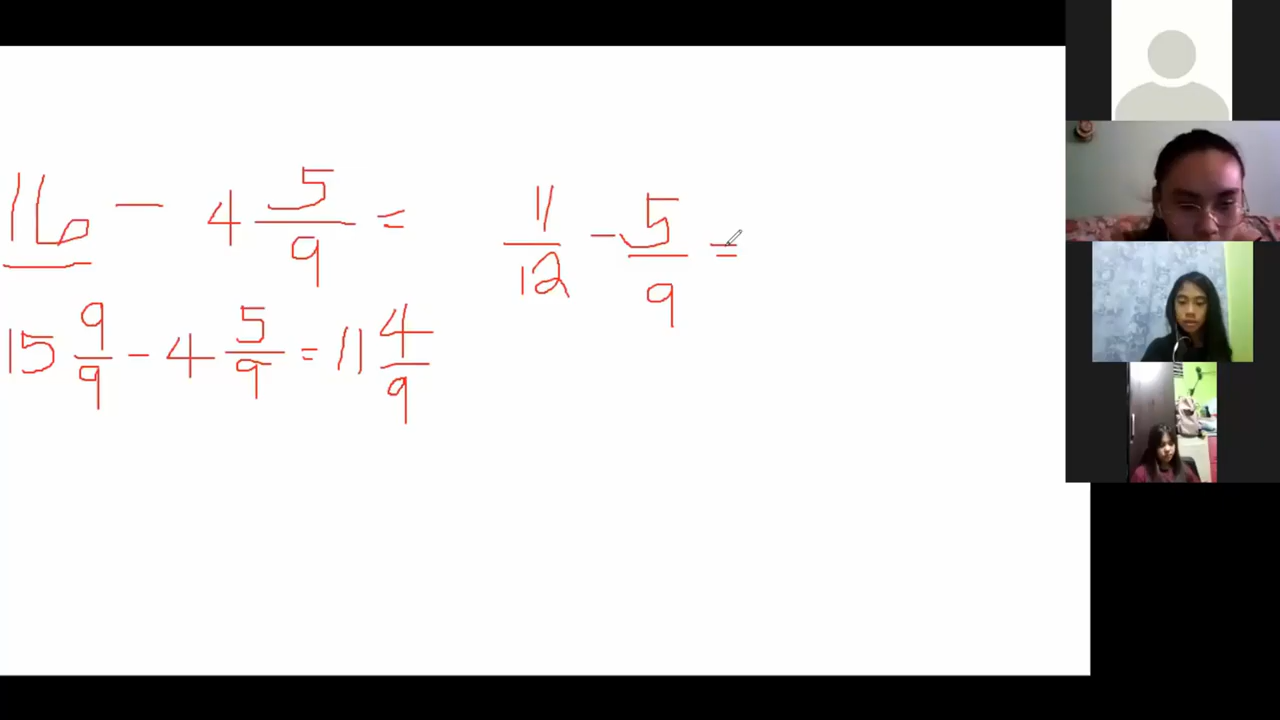 16 - 4 5/9 =
15 9/9 - 4 5/9 = 11 4/9
11/12 - 5/9 =